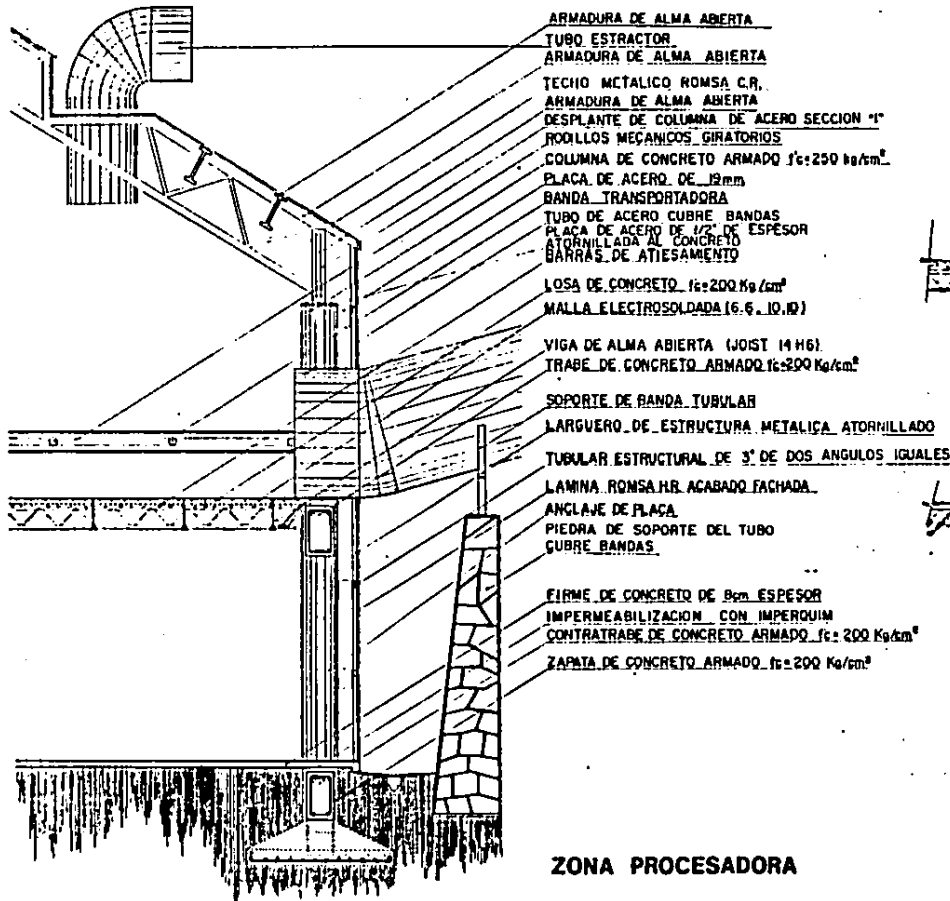 ARMADURA DE ALMA ABIERTA
TUBO ESTRACTOR
ARMADURA DE ALMA ABIERTA
TECHO METALICO ROMSA C.R.
ARMADURA DE ALMA ABIERTA
DESPLANTE DE COLUMNA DE ACERO SECCION "I"
RODILLOS MECANICOS GIRATORIOS
COLUMNA DE CONCRETO ARMADO f'c=250 kg/cm²
PLACA DE ACERO DE 19mm
BANDA TRANSPORTADORA
TUBO DE ACERO CUBRE BANDAS
PLACA DE ACERO DE 1/2" DE ESPESOR
ATORNILLADA AL CONCRETO
BARRAS DE ATIESAMIENTO
LOSA DE CONCRETO fc=200 Kg/cm²
MALLA ELECTROSOLDADA (6.6. 10.10)
VIGA DE ALMA ABIERTA (JOIST 14 H6)
TRABE DE CONCRETO ARMADO fc=200 Kg/cm²
SOPORTE DE BANDA TUBULAR
LARGUERO DE ESTRUCTURA METALICA ATORNILLADO
TUBULAR ESTRUCTURAL DE 3" DE DOS ANGULOS IGUALES
LAMINA ROMSA H.R. ACABADO FACHADA
ANCLAJE DE PLACA
PIEDRA DE SOPORTE DEL TUBO
CUBRE BANDAS
FIRME DE CONCRETO DE 8cm ESPESOR
IMPERMEABILIZACION CON IMPERQUIM
CONTRATRABE DE CONCRETO ARMADO fc= 200 Kg/cm²
ZAPATA DE CONCRETO ARMADO fc= 200 Kg/cm²
ZONA PROCESADORA